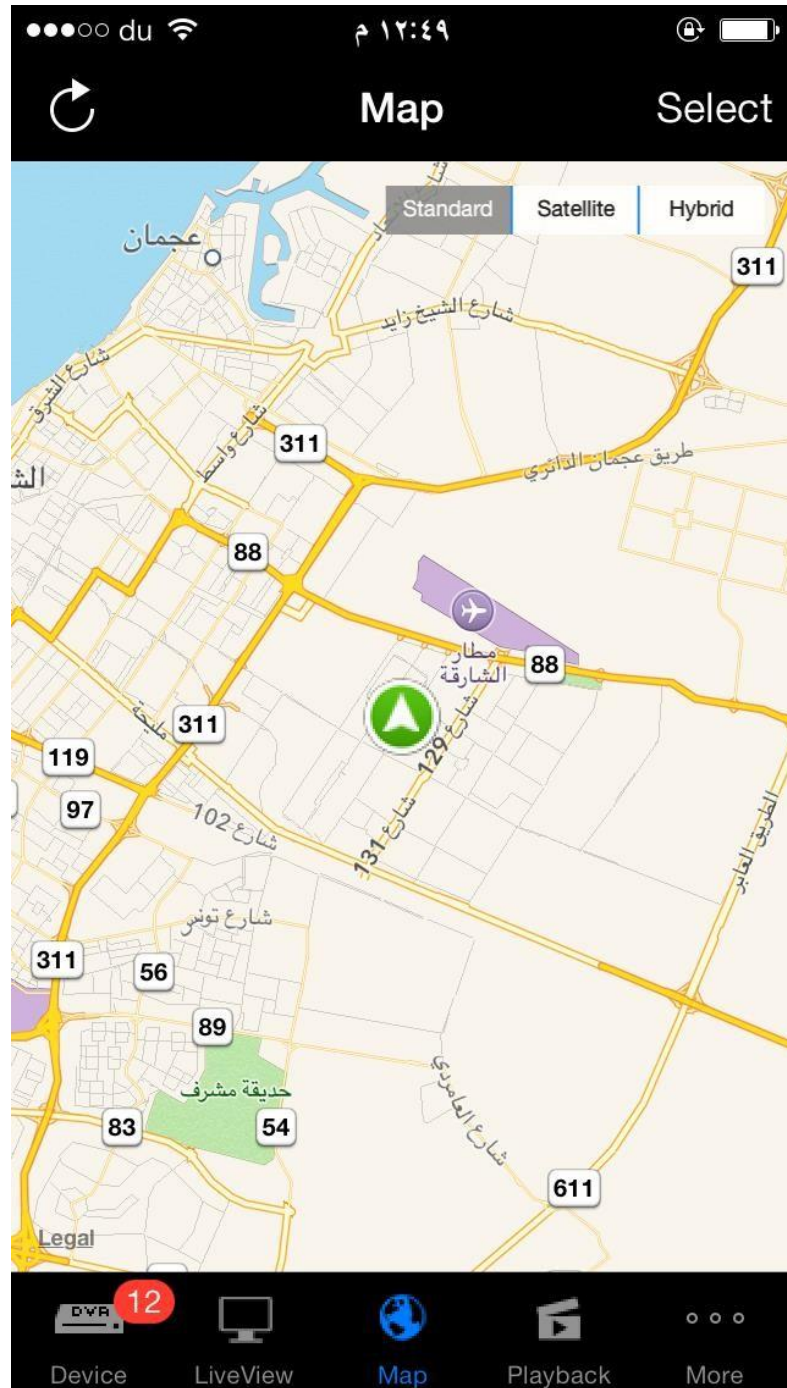 du ١٢:٤٩ م
Map Select
Standard Satellite Hybrid
عجمان
311
شارع الشيخ زايد
شارع الشرق
311
شارع واسط
طريق عجمان الدائري
88
مطار
الشارقة
88
311
مليحة
شارع 129
119
97
شارع 102
شارع 131
الطريق العابر
شارع تونس
311
56
89
حديقة مشرف
شارع العامردي
83
54
611
Legal
DVR 12
Device LiveView Map Playback More